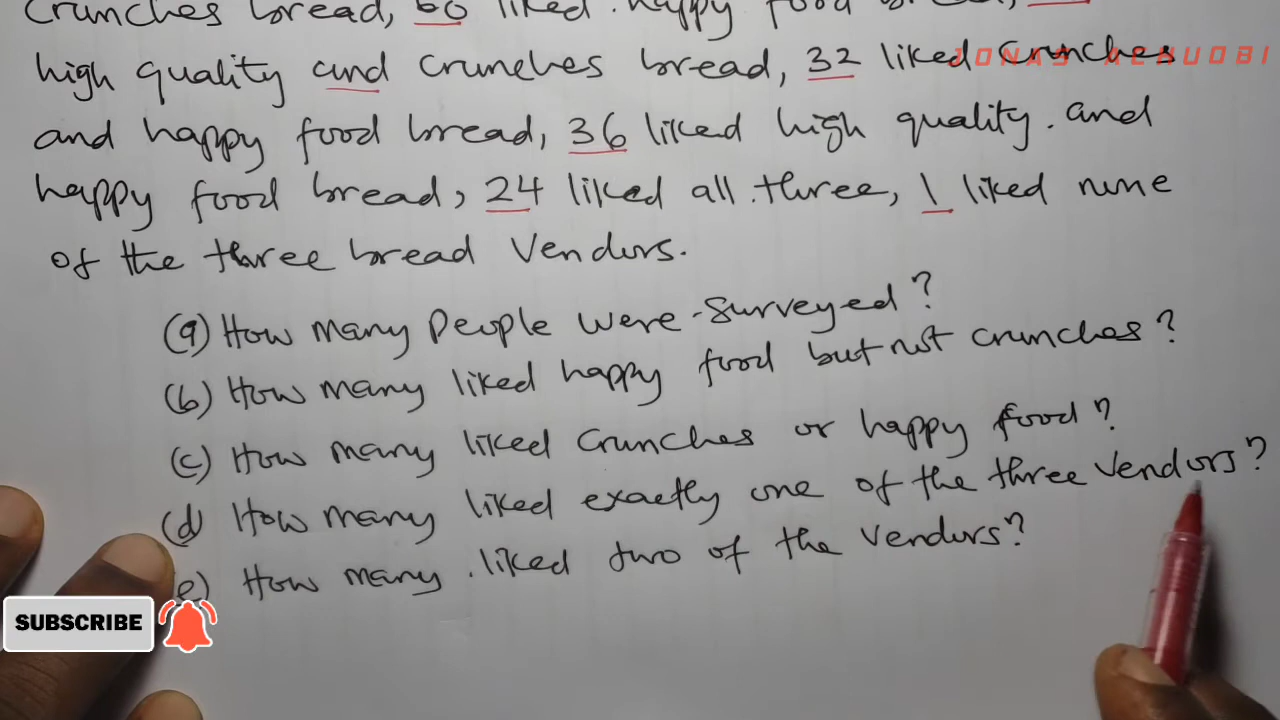 Crunches bread, 60 liked happy food bread,
high quality and Crunches bread, 32 liked Crunches
and happy food bread, 36 liked high quality and
happy food bread, 24 liked all three, 1 liked none
of the three bread Vendors.
(a) How many people were surveyed?
(b) How many liked happy food but not crunches?
(c) How many liked Crunches or happy food?
(d) How many liked exactly one of the three vendors?
e) How many liked two of the vendors?
SUBSCRIBE